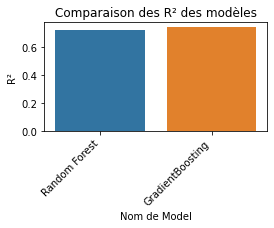 Comparaison des R² des modèles
0.6
0.4
0.2
0.0
R²
Random Forest
GradientBoosting
Nom de Model